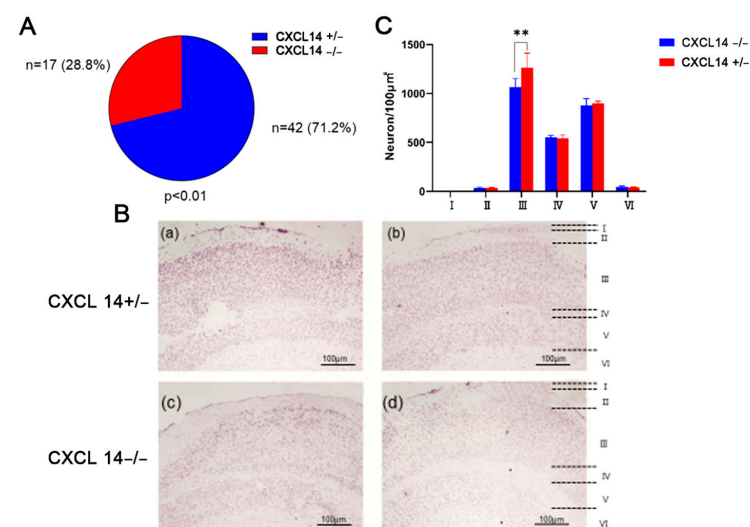 A
CXCL14 +/−
CXCL14 −/−
n=17 (28.8%)
n=42 (71.2%)
p<0.01
C
**
CXCL14 −/−
CXCL14 +/−
Neuron/100μm²
1500
1000
500
0
I II III IV V VI
B
CXCL 14+/−
(a)
100μm
(b)
100μm
I
II
III
IV
V
VI
CXCL 14−/−
(c)
100μm
(d)
100μm
I
II
III
IV
V
VI